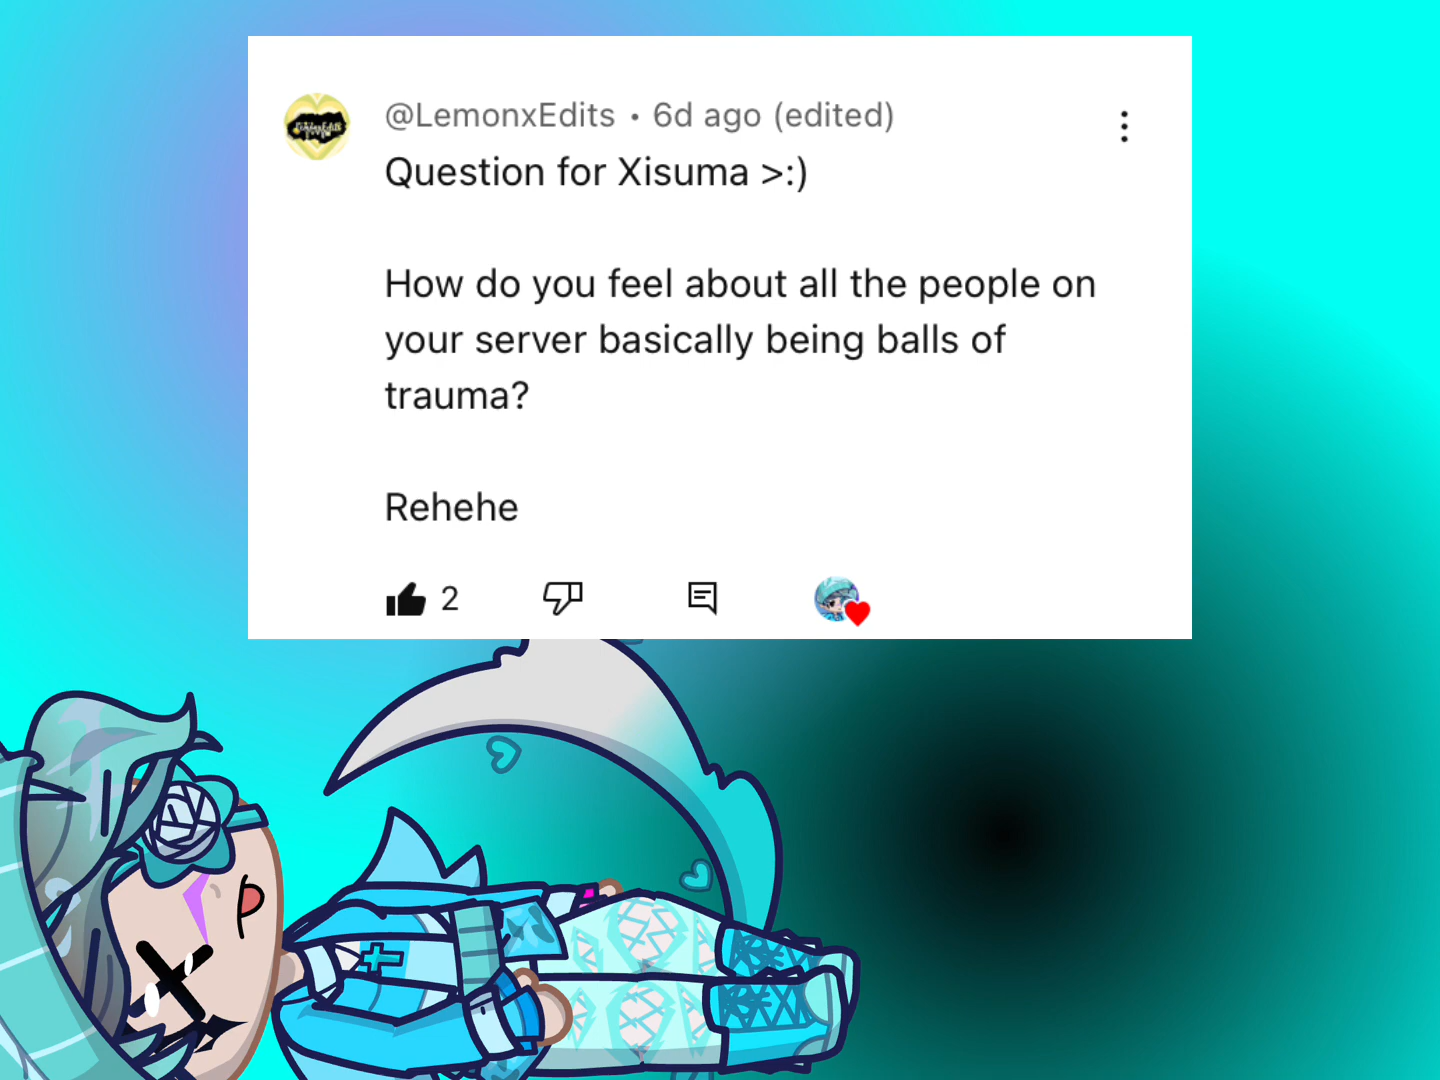 @LemonxEdits • 6d ago (edited)
Question for Xisuma >:)
How do you feel about all the people on
your server basically being balls of
trauma?
Rehehe
2